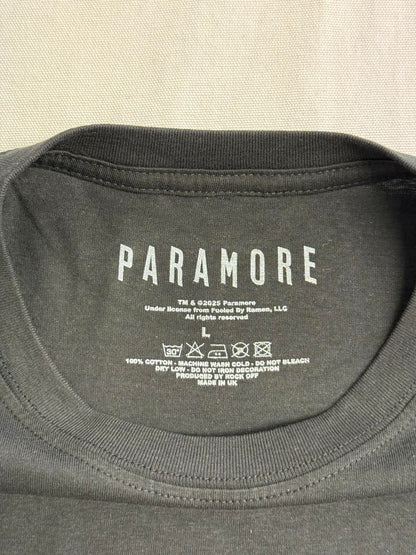 PARAMORE
TM & ©2025 Paramore
Under license from Fueled By Ramen, LLC
All rights reserved
L
30°
100% COTTON - MACHINE WASH COLD - DO NOT BLEACH
DRY LOW - DO NOT IRON DECORATION
PRODUCED BY ROCK OFF
MADE IN UK